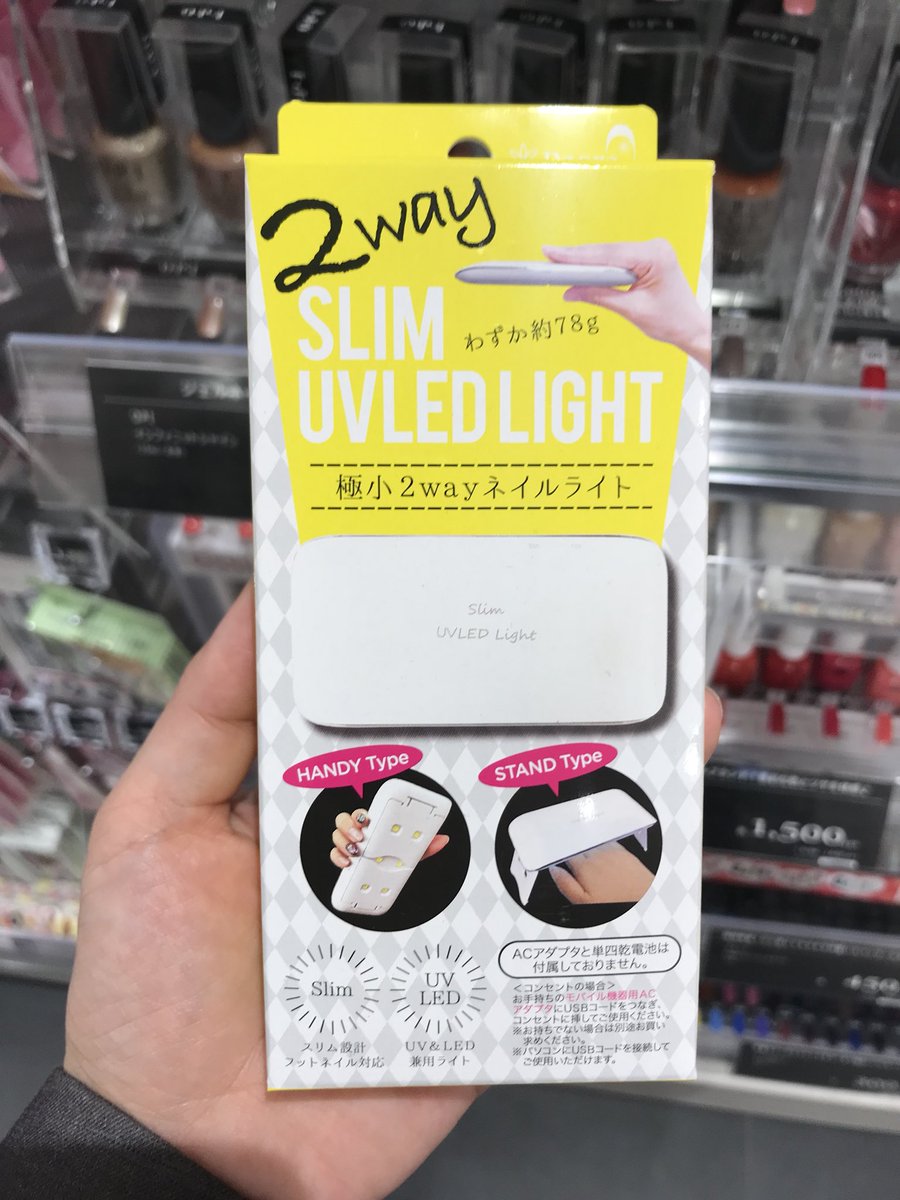 2way
SLIM
わずか約78g
UVLED LIGHT
極小2wayネイルライト
Slim
UVLED Light
HANDY Type
STAND Type
ACアダプタと単四乾電池は
付属しておりません。
Slim
UV
LED
スリム設計
フットネイル対応
UV&LED
兼用ライト
<コンセントの場合>
お手持ちのモバイル機器用AC
アダプタにUSBコードをつなぎ、
コンセントに挿してご使用ください。
※お持ちでない場合は別途お買い
求めください。
※パソコンにUSBコードを接続して
ご使用いただけます。
1,500
450